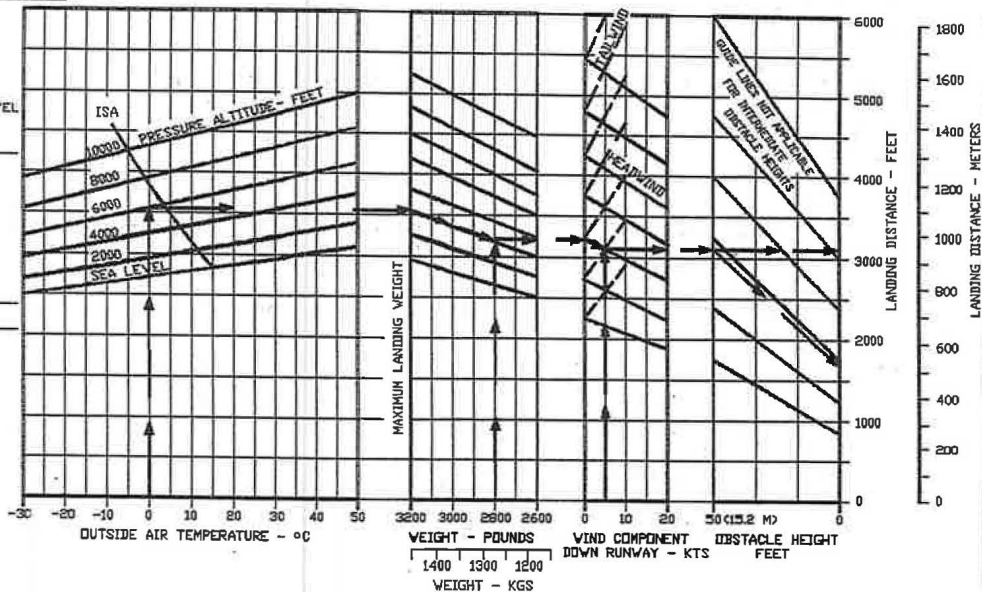 EL
ISA
PRESSURE ALTITUDE- FEET
10000
8000
6000
4000
2000
SEA LEVEL
-30 -20 -10 0 10 20 30 40 50
OUTSIDE AIR TEMPERATURE - ºC
MAXIMUM LANDING WEIGHT
3200 3000 2800 2600
WEIGHT - POUNDS
1400 1300 1200
WEIGHT - KGS
TAILWIND
HEADWIND
0 10 20
WIND COMPONENT
DOWN RUNWAY - KTS
GUIDE LINES NOT APPLICABLE
FOR INTERMEDIATE
OBSTACLE HEIGHTS
50(15.2 M) 0
OBSTACLE HEIGHT
FEET
6000
5000
4000
3000
2000
1000
0
LANDING DISTANCE - FEET
1800
1600
1400
1200
1000
800
600
400
200
0
LANDING DISTANCE - METERS